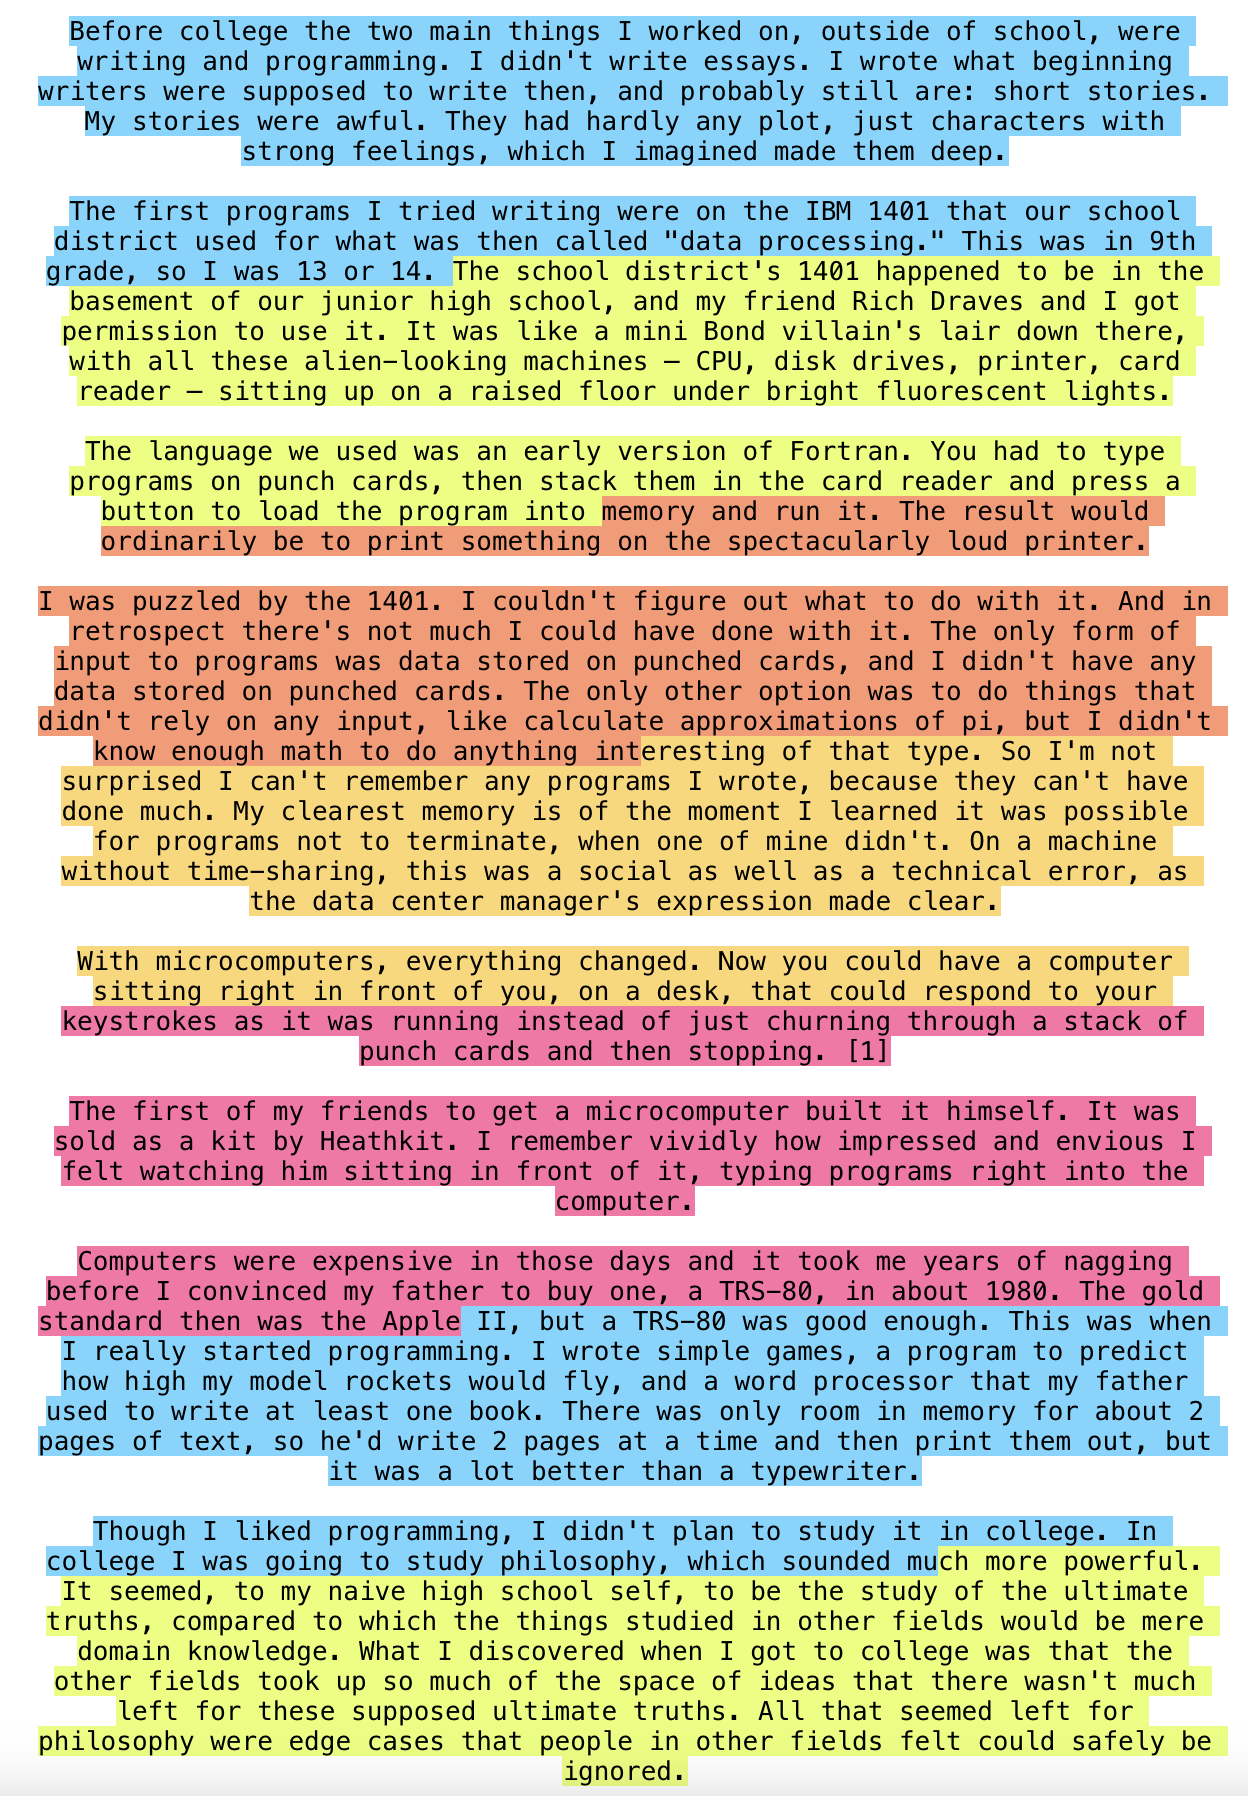 Before college the two main things I worked on, outside of school, were
writing and programming. I didn't write essays. I wrote what beginning
writers were supposed to write then, and probably still are: short stories.
My stories were awful. They had hardly any plot, just characters with
strong feelings, which I imagined made them deep.
The first programs I tried writing were on the IBM 1401 that our school
district used for what was then called "data processing." This was in 9th
grade, so I was 13 or 14. The school district's 1401 happened to be in the
basement of our junior high school, and my friend Rich Draves and I got
permission to use it. It was like a mini Bond villain's lair down there,
with all these alien-looking machines — CPU, disk drives, printer, card
reader — sitting up on a raised floor under bright fluorescent lights.
The language we used was an early version of Fortran. You had to type
programs on punch cards, then stack them in the card reader and press a
button to load the program into memory and run it. The result would
ordinarily be to print something on the spectacularly loud printer.
I was puzzled by the 1401. I couldn't figure out what to do with it. And in
retrospect there's not much I could have done with it. The only form of
input to programs was data stored on punched cards, and I didn't have any
data stored on punched cards. The only other option was to do things that
didn't rely on any input, like calculate approximations of pi, but I didn't
know enough math to do anything interesting of that type. So I'm not
surprised I can't remember any programs I wrote, because they can't have
done much. My clearest memory is of the moment I learned it was possible
for programs not to terminate, when one of mine didn't. On a machine
without time-sharing, this was a social as well as a technical error, as
the data center manager's expression made clear.
With microcomputers, everything changed. Now you could have a computer
sitting right in front of you, on a desk, that could respond to your
keystrokes as it was running instead of just churning through a stack of
punch cards and then stopping. [1]
The first of my friends to get a microcomputer built it himself. It was
sold as a kit by Heathkit. I remember vividly how impressed and envious I
felt watching him sitting in front of it, typing programs right into the
computer.
Computers were expensive in those days and it took me years of nagging
before I convinced my father to buy one, a TRS-80, in about 1980. The gold
standard then was the Apple II, but a TRS-80 was good enough. This was when
I really started programming. I wrote simple games, a program to predict
how high my model rockets would fly, and a word processor that my father
used to write at least one book. There was only room in memory for about 2
pages of text, so he'd write 2 pages at a time and then print them out, but
it was a lot better than a typewriter.
Though I liked programming, I didn't plan to study it in college. In
college I was going to study philosophy, which sounded much more powerful.
It seemed, to my naive high school self, to be the study of the ultimate
truths, compared to which the things studied in other fields would be mere
domain knowledge. What I discovered when I got to college was that the
other fields took up so much of the space of ideas that there wasn't much
left for these supposed ultimate truths. All that seemed left for
philosophy were edge cases that people in other fields felt could safely be
ignored.